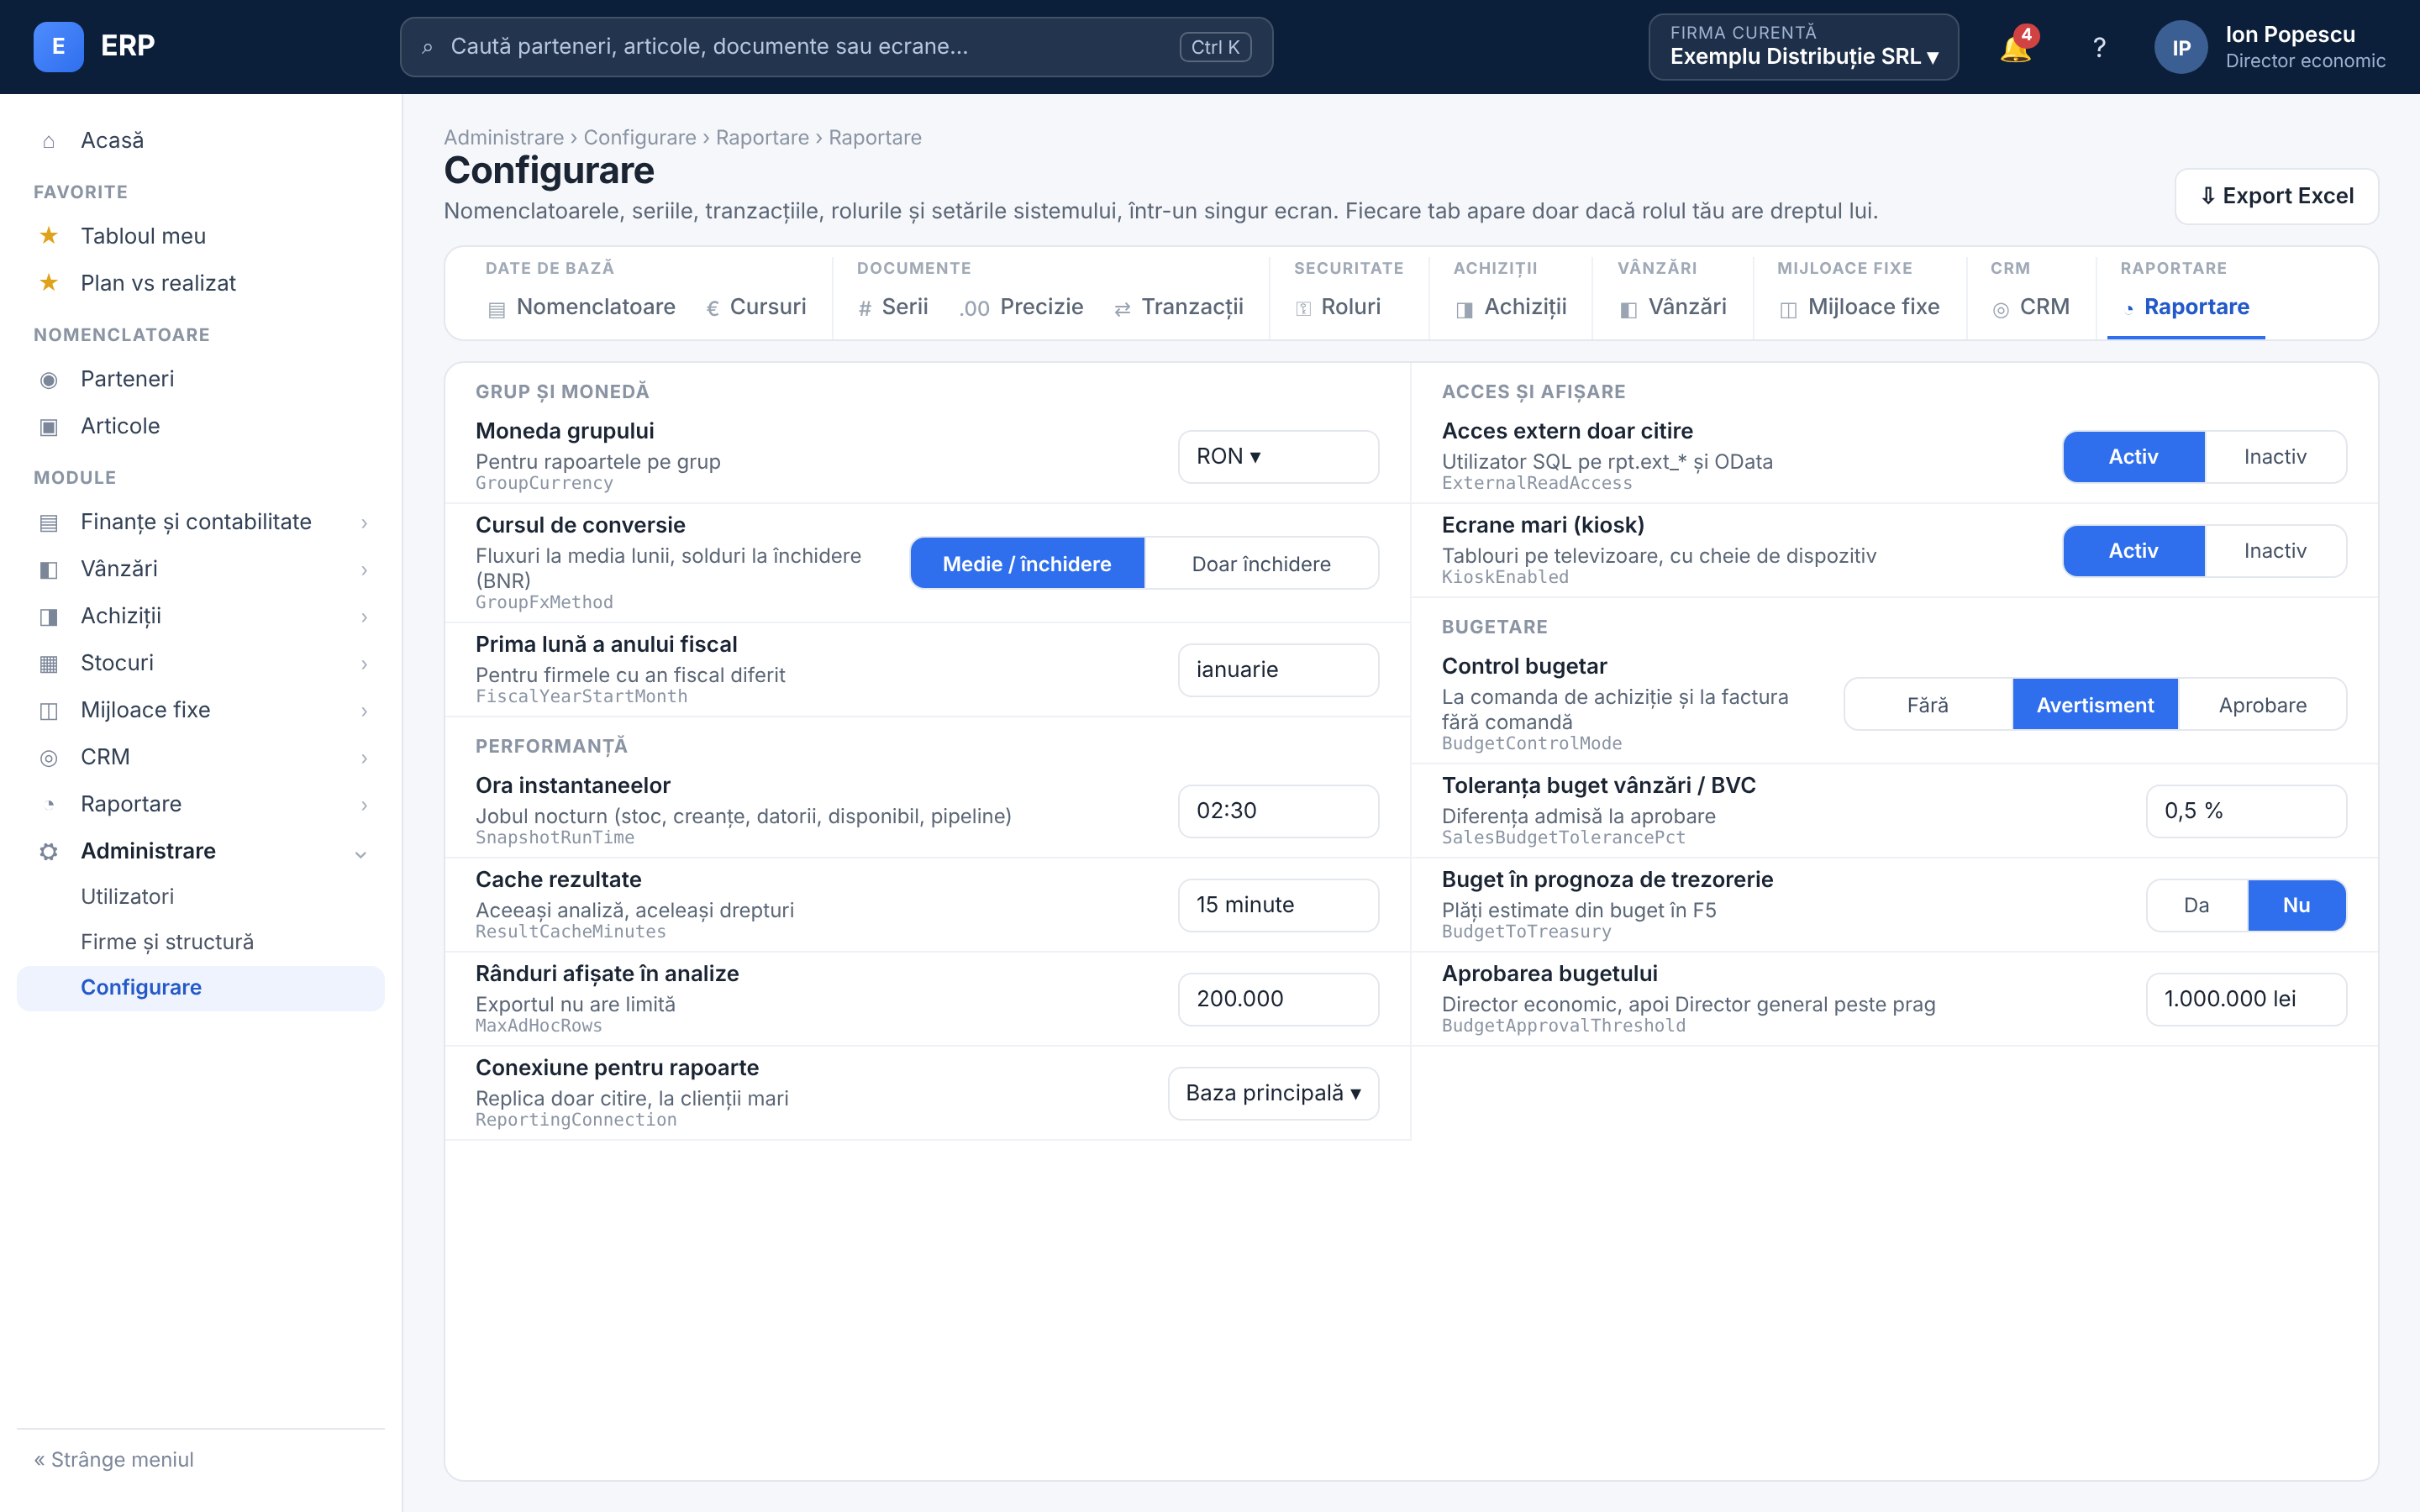 E ERP
Caută parteneri, articole, documente sau ecrane... Ctrl K
FIRMA CURENTĂ
Exemplu Distribuție SRL ▾
4
?
IP
Ion Popescu
Director economic
Acasă
FAVORITE
Tabloul meu
Plan vs realizat
NOMENCLATOARE
Parteneri
Articole
MODULE
Finanțe și contabilitate
Vânzări
Achiziții
Stocuri
Mijloace fixe
CRM
Raportare
Administrare
Utilizatori
Firme și structură
Configurare
« Strânge meniul
Administrare › Configurare › Raportare › Raportare
Configurare
Nomenclatoarele, seriile, tranzacțiile, rolurile și setările sistemului, într-un singur ecran. Fiecare tab apare doar dacă rolul tău are dreptul lui.
⇩ Export Excel
DATE DE BAZĂ
Nomenclatoare € Cursuri
DOCUMENTE
# Serii .00 Precizie ⇄ Tranzacții
SECURITATE
Roluri
ACHIZIȚII
Achiziții
VÂNZĂRI
Vânzări
MIJLOACE FIXE
Mijloace fixe
CRM
CRM
RAPORTARE
Raportare
GRUP ȘI MONEDĂ
Moneda grupului
Pentru rapoartele pe grup
GroupCurrency
RON ▾
Cursul de conversie
Fluxuri la media lunii, solduri la închidere
(BNR)
GroupFxMethod
Medie / închidere Doar închidere
Prima lună a anului fiscal
Pentru firmele cu an fiscal diferit
FiscalYearStartMonth
ianuarie
PERFORMANȚĂ
Ora instantaneelor
Jobul nocturn (stoc, creanțe, datorii, disponibil, pipeline)
SnapshotRunTime
02:30
Cache rezultate
Aceeași analiză, aceleași drepturi
ResultCacheMinutes
15 minute
Rânduri afișate în analize
Exportul nu are limită
MaxAdHocRows
200.000
Conexiune pentru rapoarte
Replica doar citire, la clienții mari
ReportingConnection
Baza principală ▾
ACCES ȘI AFIȘARE
Acces extern doar citire
Utilizator SQL pe rpt.ext_* și OData
ExternalReadAccess
Activ Inactiv
Ecrane mari (kiosk)
Tablouri pe televizoare, cu cheie de dispozitiv
KioskEnabled
Activ Inactiv
BUGETARE
Control bugetar
La comanda de achiziție și la factura
fără comandă
BudgetControlMode
Fără Avertisment Aprobare
Toleranța buget vânzări / BVC
Diferența admisă la aprobare
SalesBudgetTolerancePct
0,5 %
Buget în prognoza de trezorerie
Plăți estimate din buget în F5
BudgetToTreasury
Da Nu
Aprobarea bugetului
Director economic, apoi Director general peste prag
BudgetApprovalThreshold
1.000.000 lei